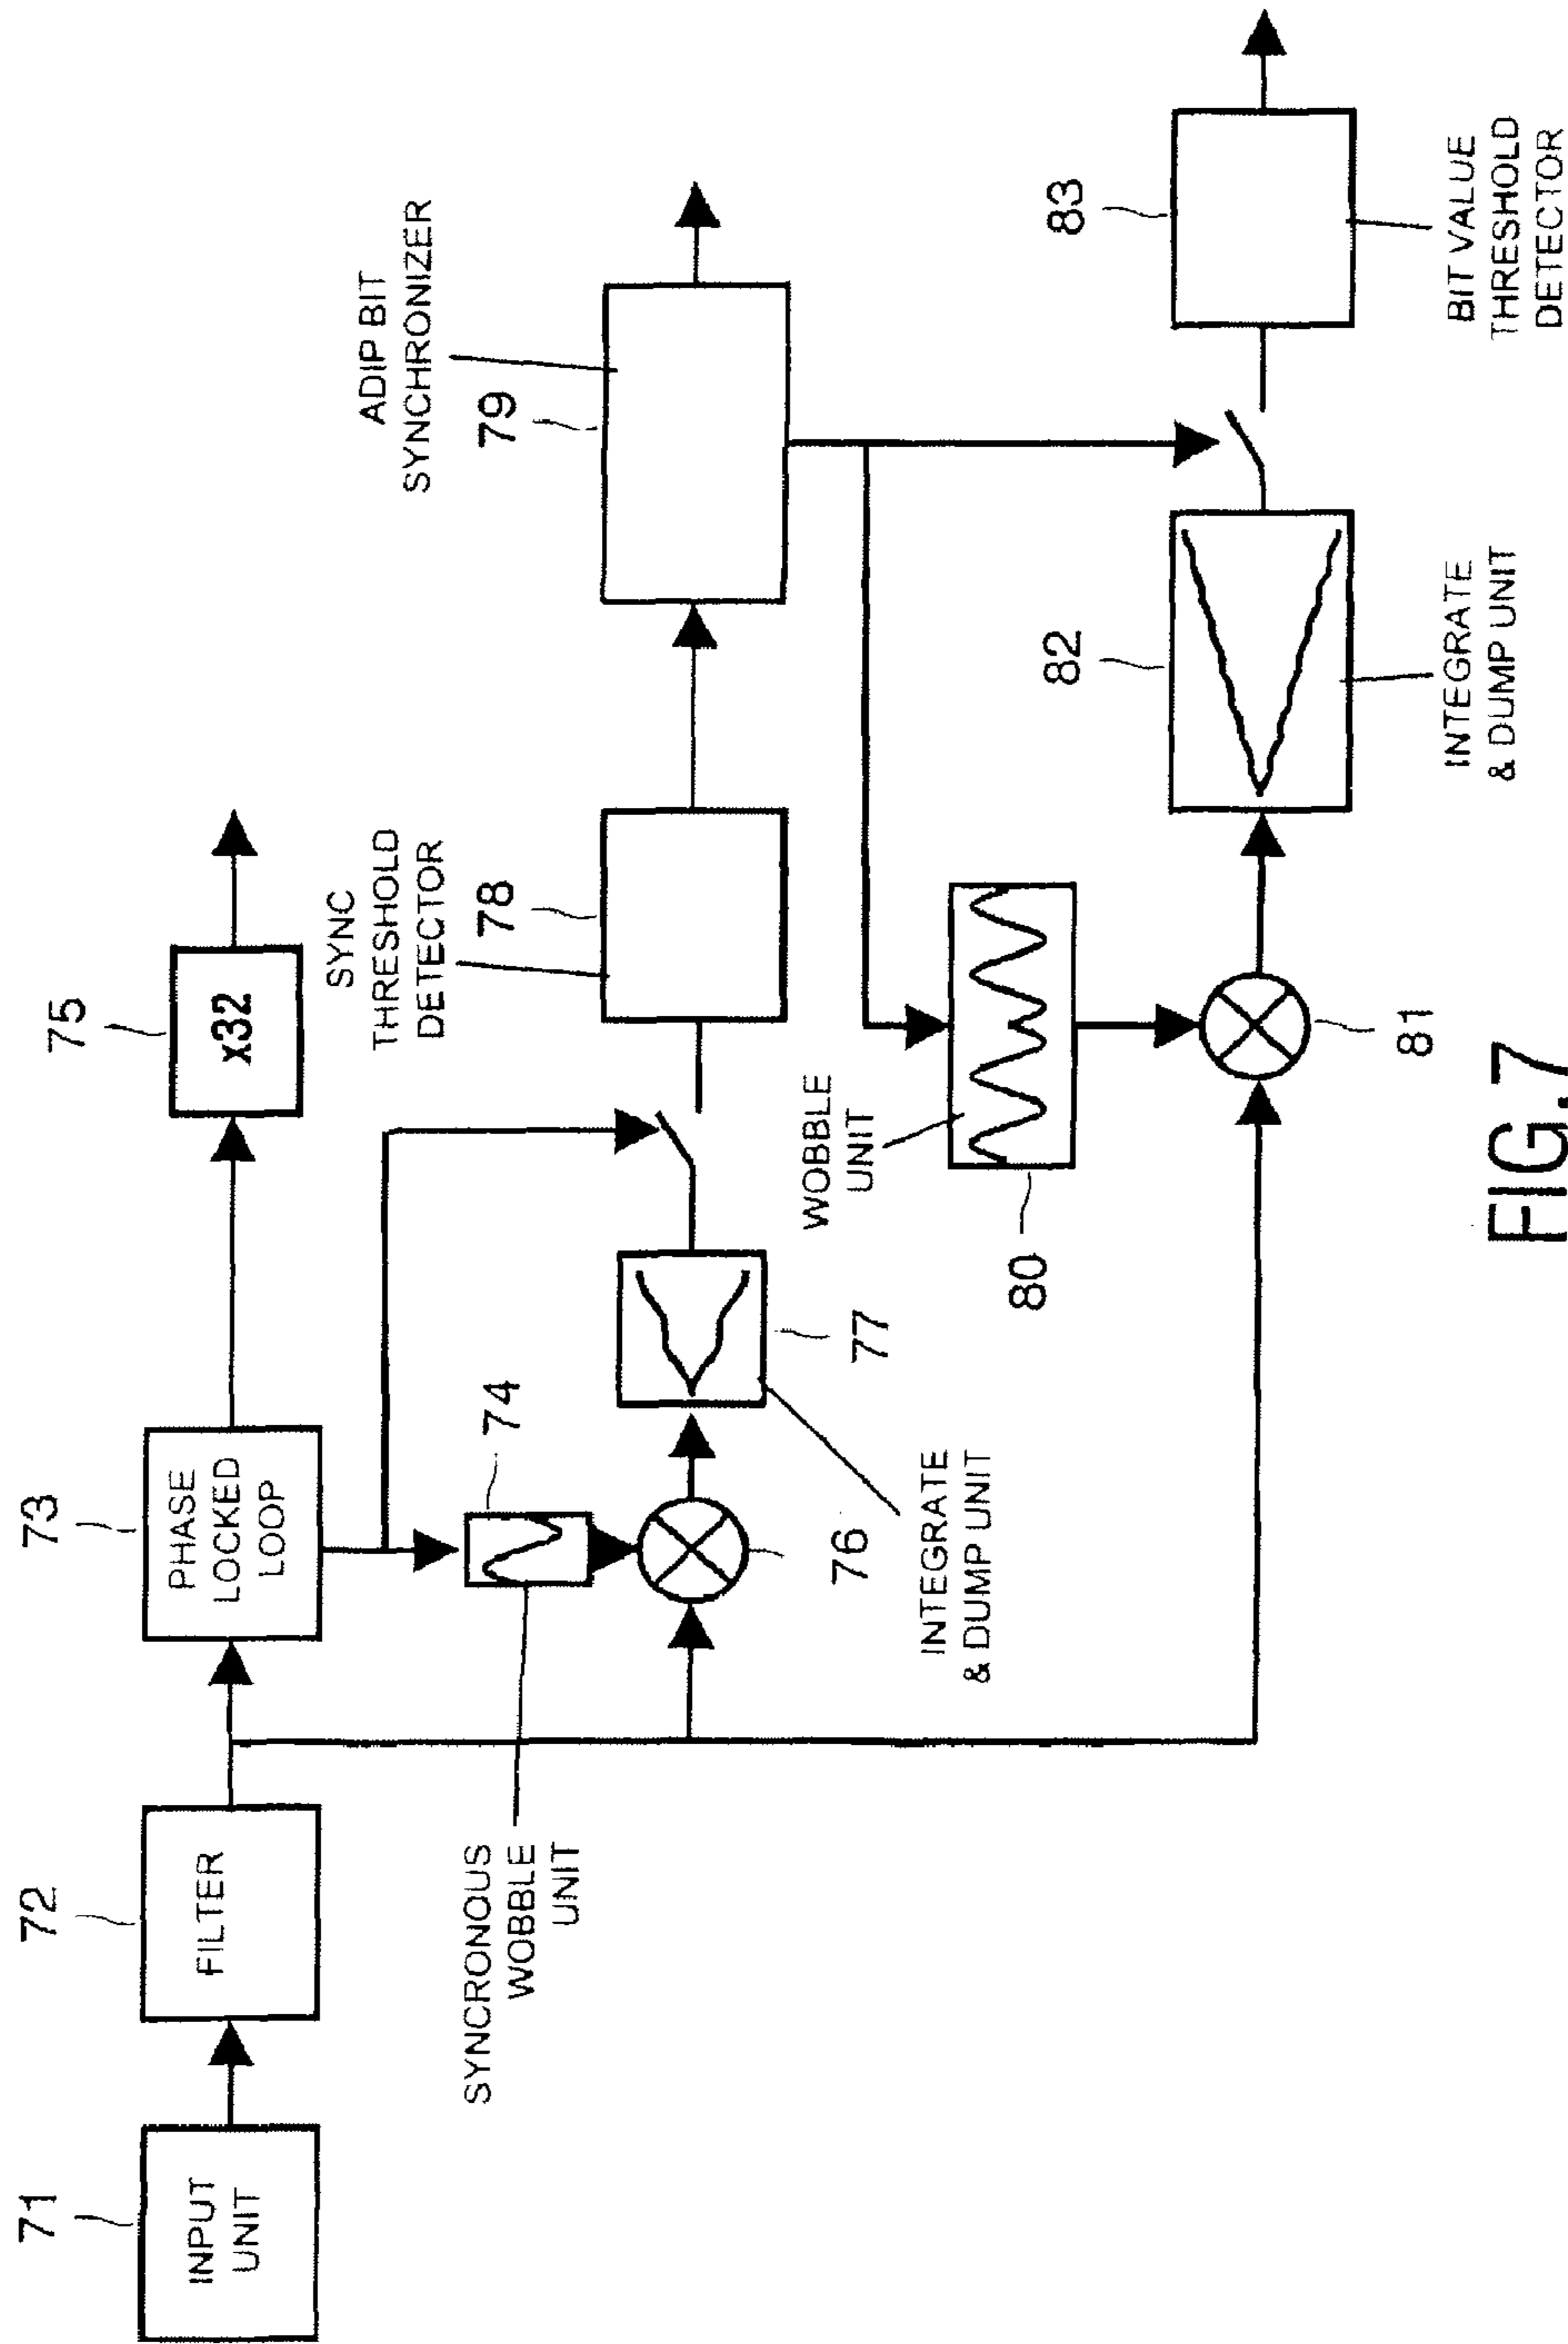 71
INPUT
UNIT
72
FILTER
73
PHASE
LOCKED
LOOP
75
x32
SYNCRONOUS
WOBBLE
UNIT
74
76
INTEGRATE
& DUMP UNIT
77
SYNC
THRESHOLD
DETECTOR
78
ADIP BIT
SYNCHRONIZER
79
WOBBLE
UNIT
80
81
82
INTEGRATE
& DUMP UNIT
83
BIT VALUE
THRESHOLD
DETECTOR
FIG.7